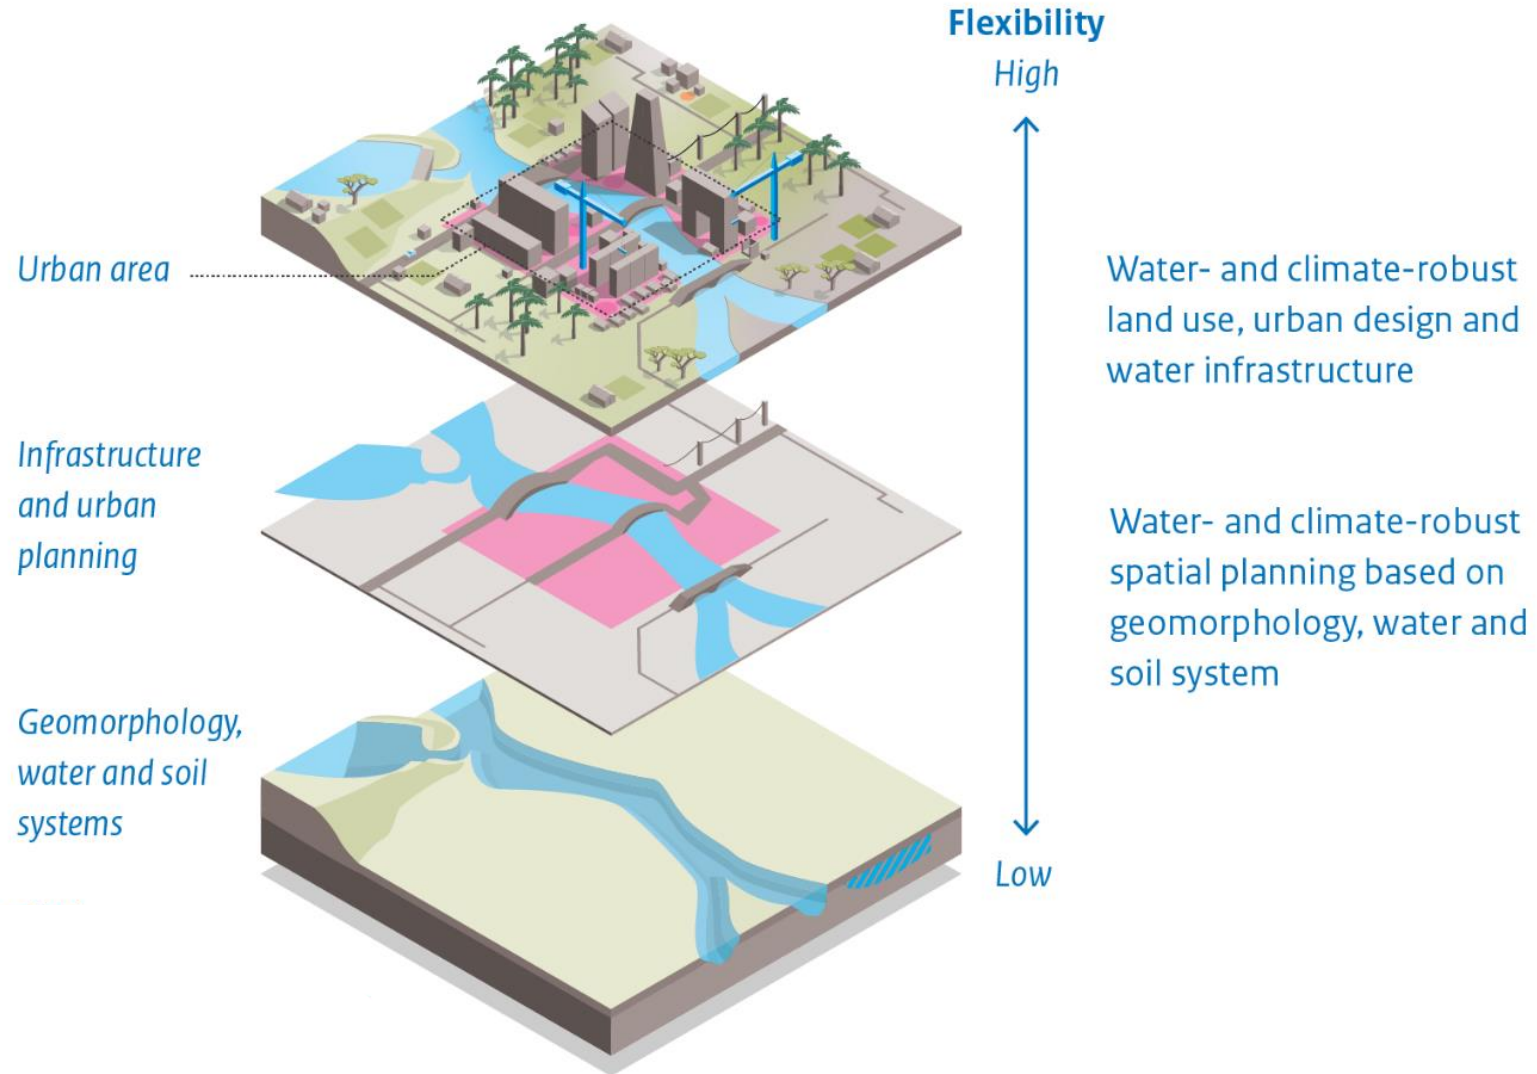 Flexibility
High
Urban area
Water- and climate-robust
land use, urban design and
water infrastructure
Infrastructure
and urban
planning
Water- and climate-robust
spatial planning based on
geomorphology, water and
soil system
Geomorphology,
water and soil
systems
Low